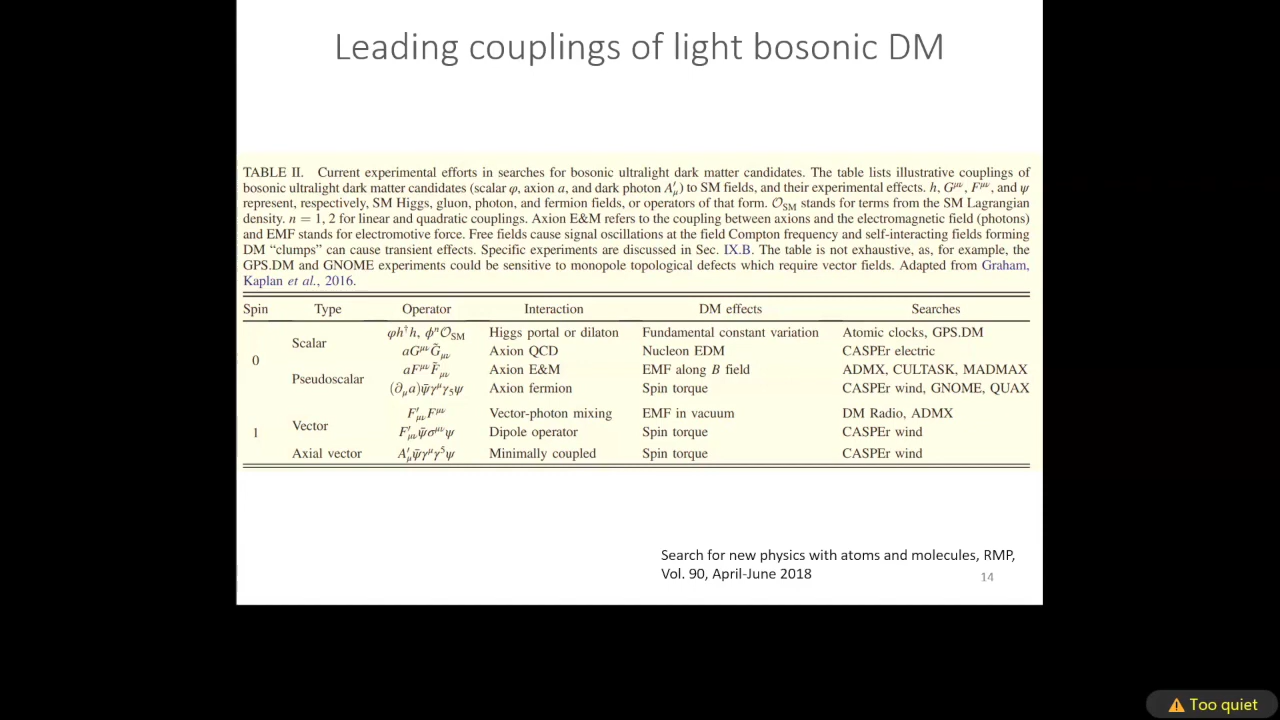 Leading couplings of light bosonic DM
TABLE II. Current experimental efforts in searches for bosonic ultralight dark matter candidates. The table lists illustrative couplings of
bosonic ultralight dark matter candidates (scalar φ, axion a, and dark photon A′μ) to SM fields, and their experimental effects. h, Gμν, Fμν, and ψ
represent, respectively, SM Higgs, gluon, photon, and fermion fields, or operators of that form. 𝒪SM stands for terms from the SM Lagrangian
density. n = 1, 2 for linear and quadratic couplings. Axion E&M refers to the coupling between axions and the electromagnetic field (photons)
and EMF stands for electromotive force. Free fields cause signal oscillations at the field Compton frequency and self-interacting fields forming
DM “clumps” can cause transient effects. Specific experiments are discussed in Sec. IX.B. The table is not exhaustive, as, for example, the
GPS.DM and GNOME experiments could be sensitive to monopole topological defects which require vector fields. Adapted from Graham,
Kaplan et al., 2016.
Spin Type Operator Interaction DM effects Searches
φh†h, ϕⁿ𝒪SM Higgs portal or dilaton Fundamental constant variation Atomic clocks, GPS.DM
Scalar
aGμνG̃μν Axion QCD Nucleon EDM CASPEr electric
0
aFμνF̃μν Axion E&M EMF along B field ADMX, CULTASK, MADMAX
Pseudoscalar
(∂μa)ψ̄γμγ5ψ Axion fermion Spin torque CASPEr wind, GNOME, QUAX
F′μνFμν Vector-photon mixing EMF in vacuum DM Radio, ADMX
Vector
1
F′μνψ̄σμνψ Dipole operator Spin torque CASPEr wind
Axial vector A′μψ̄γμγ5ψ Minimally coupled Spin torque CASPEr wind
Search for new physics with atoms and molecules, RMP,
Vol. 90, April-June 2018
14
Too quiet